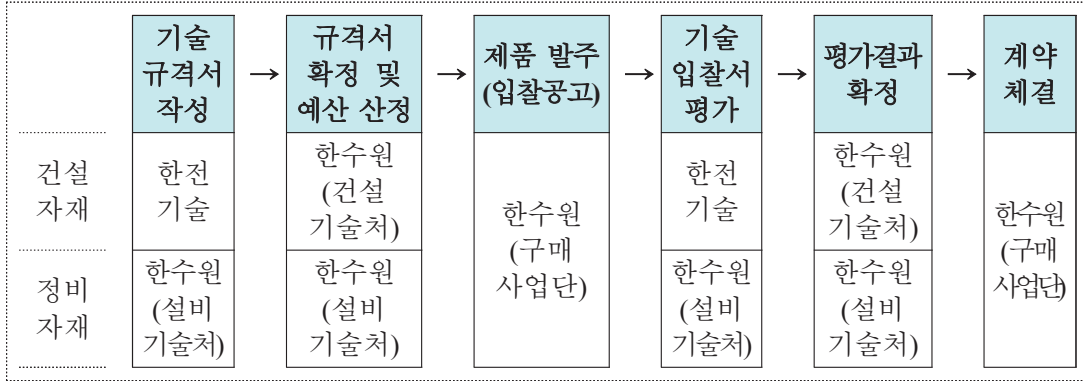 기술
규격서
작성
→
규격서
확정 및
예산 산정
→
제품 발주
(입찰공고)
→
기술
입찰서
평가
→
평가결과
확정
→
계약
체결
건설
자재
한전
기술
한수원
(건설
기술처)
한수원
(구매
사업단)
한전
기술
한수원
(건설
기술처)
한수원
(구매
사업단)
정비
자재
한수원
(설비
기술처)
한수원
(설비
기술처)
한수원
(설비
기술처)
한수원
(설비
기술처)